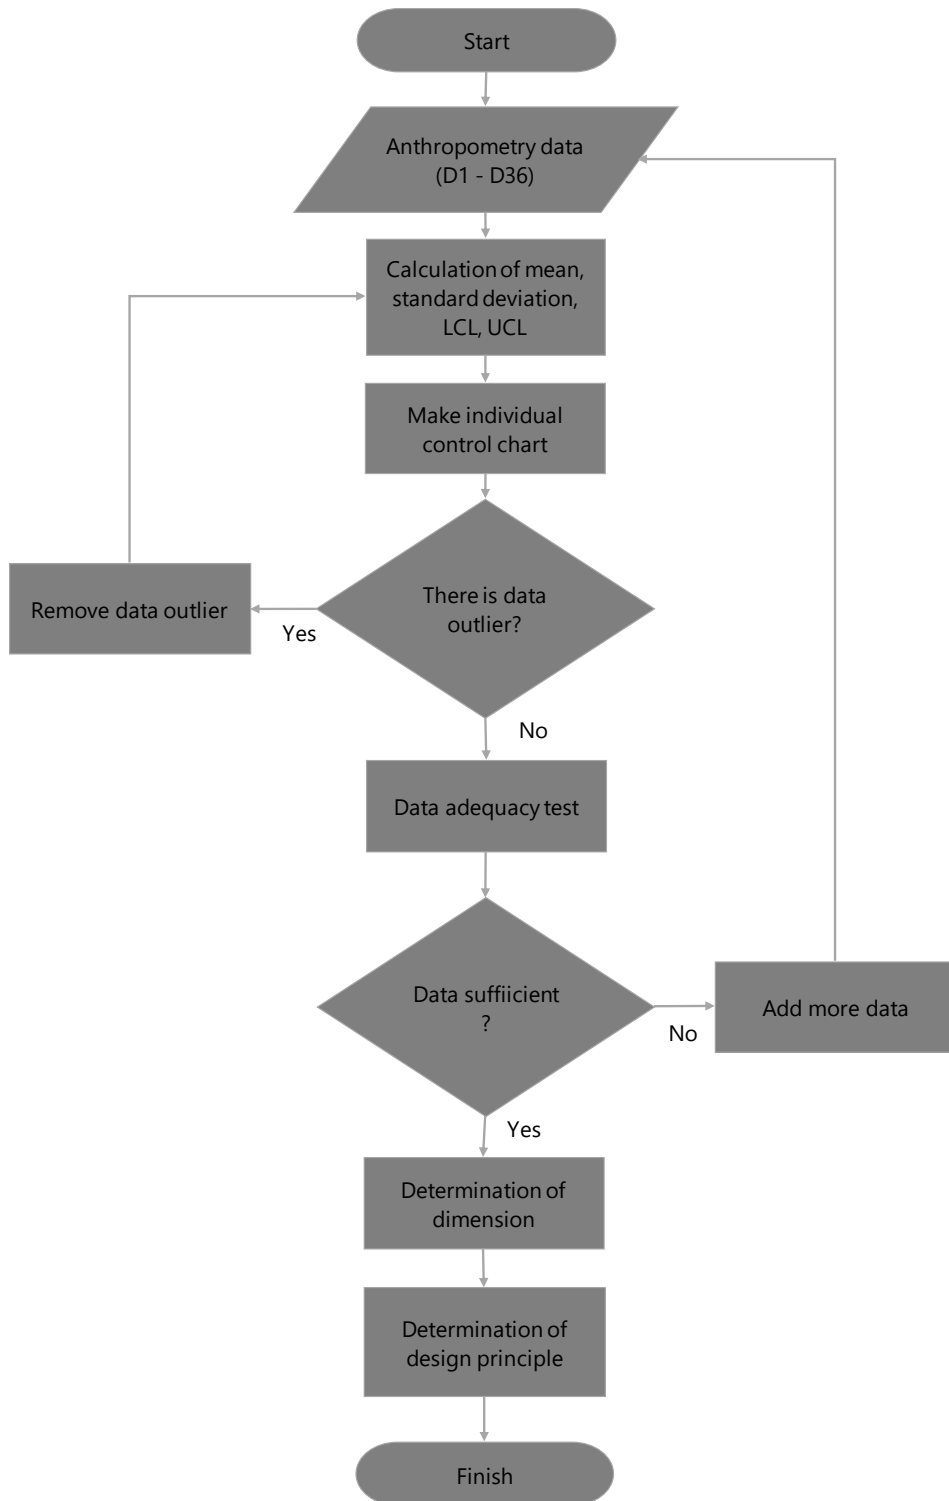 Start
Anthropometry data
(D1 - D36)
Calculation of mean,
standard deviation,
LCL, UCL
Make individual
control chart
There is data
outlier?
Yes
Remove data outlier
No
Data adequacy test
Data suffiicient
?
No
Add more data
Yes
Determination of
dimension
Determination of
design principle
Finish